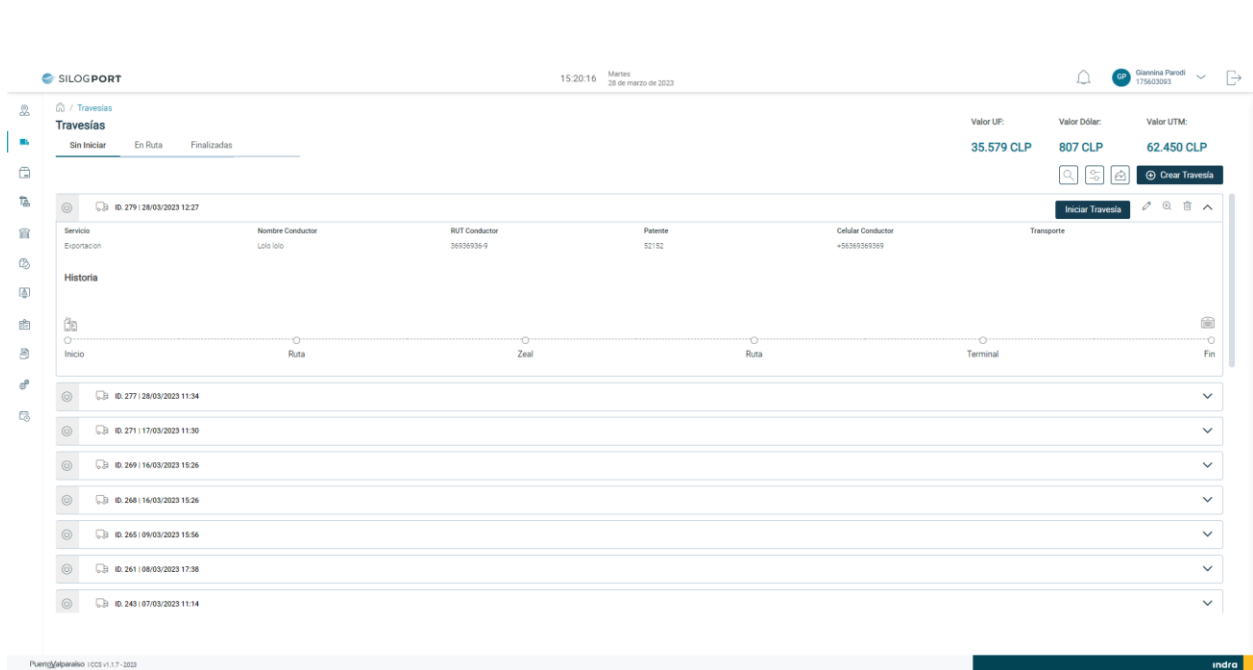 SILOGPORT
15:20:16
Martes
28 de marzo de 2023
GP
Giannina Parodi
175603093
/ Travesías
Travesías
Sin Iniciar En Ruta Finalizadas
Valor UF: Valor Dólar: Valor UTM:
35.579 CLP 807 CLP 62.450 CLP
Crear Travesía
ID. 279 | 28/03/2023 12:27
Iniciar Travesía
Servicio Nombre Conductor RUT Conductor Patente Celular Conductor Transporte
Exportacion Lolo lolo 36936936-9 52152 +56369369369
Historia
Inicio Ruta Zeal Ruta Terminal Fin
ID. 277 | 28/03/2023 11:34
ID. 271 | 17/03/2023 11:30
ID. 269 | 16/03/2023 15:26
ID. 268 | 16/03/2023 15:26
ID. 265 | 09/03/2023 15:56
ID. 261 | 08/03/2023 17:38
ID. 243 | 07/03/2023 11:14
PuertoValparaíso | CCS v1.1.7 - 2023
indra